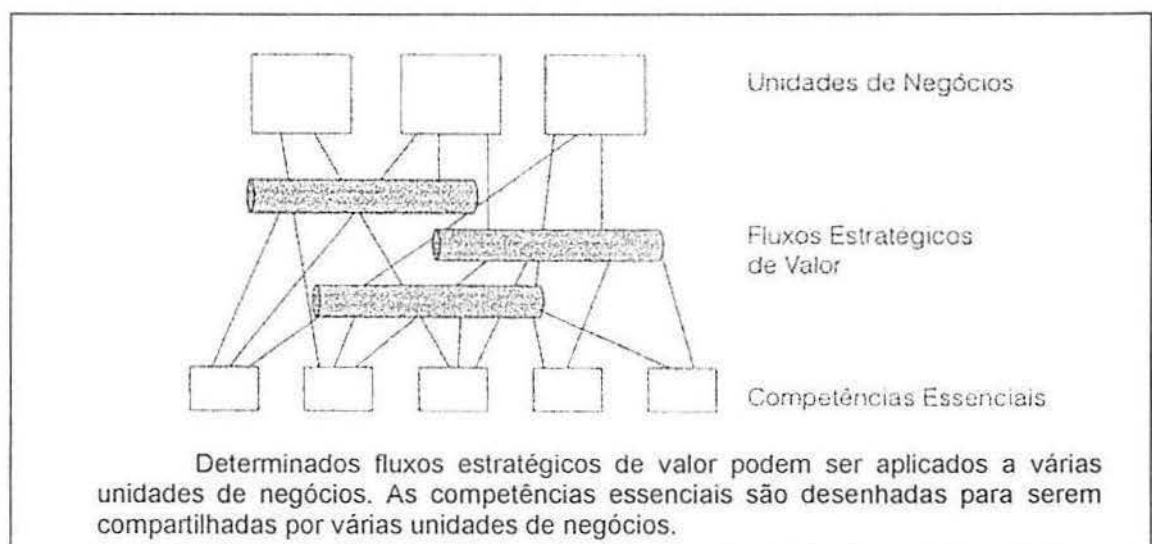 Unidades de Negócios
Fluxos Estratégicos
de Valor
Competências Essenciais
Determinados fluxos estratégicos de valor podem ser aplicados a várias
unidades de negócios. As competências essenciais são desenhadas para serem
compartilhadas por várias unidades de negócios.